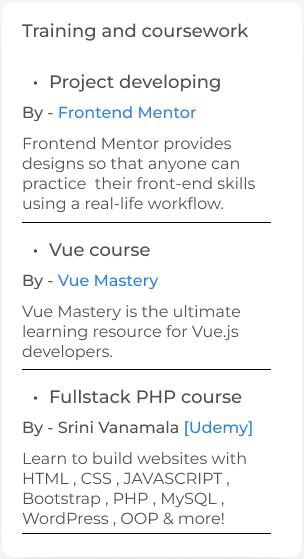 Training and coursework
• Project developing
By - Frontend Mentor
Frontend Mentor provides
designs so that anyone can
practice  their front-end skills
using a real-life workflow.
• Vue course
By - Vue Mastery
Vue Mastery is the ultimate
learning resource for Vue.js
developers.
• Fullstack PHP course
By - Srini Vanamala [Udemy]
Learn to build websites with
HTML , CSS , JAVASCRIPT ,
Bootstrap , PHP , MySQL ,
WordPress , OOP & more!